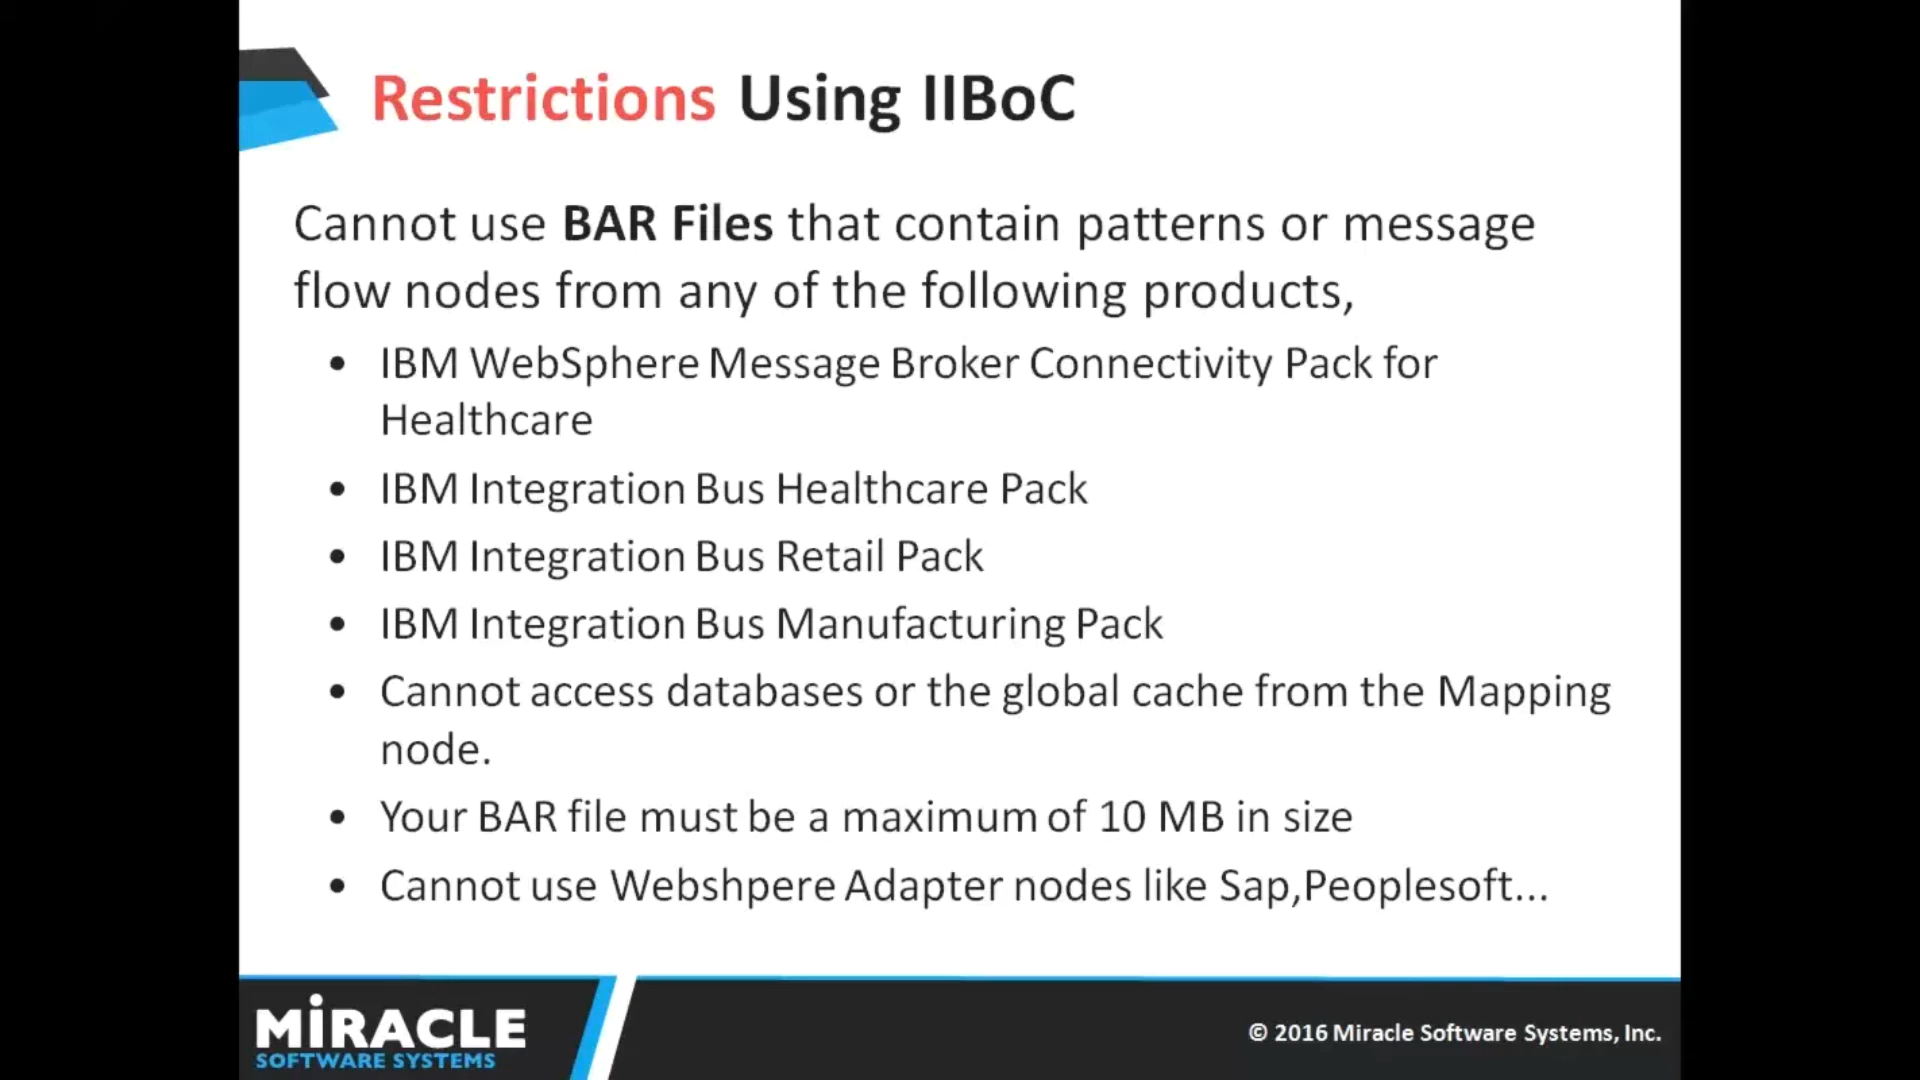 Restrictions Using IIBoC
Cannot use BAR Files that contain patterns or message
flow nodes from any of the following products,
• IBM WebSphere Message Broker Connectivity Pack for
Healthcare
• IBM Integration Bus Healthcare Pack
• IBM Integration Bus Retail Pack
• IBM Integration Bus Manufacturing Pack
• Cannot access databases or the global cache from the Mapping
node.
• Your BAR file must be a maximum of 10 MB in size
• Cannot use Webshpere Adapter nodes like Sap,Peoplesoft...
MiRACLE
SOFTWARE SYSTEMS
© 2016 Miracle Software Systems, Inc.